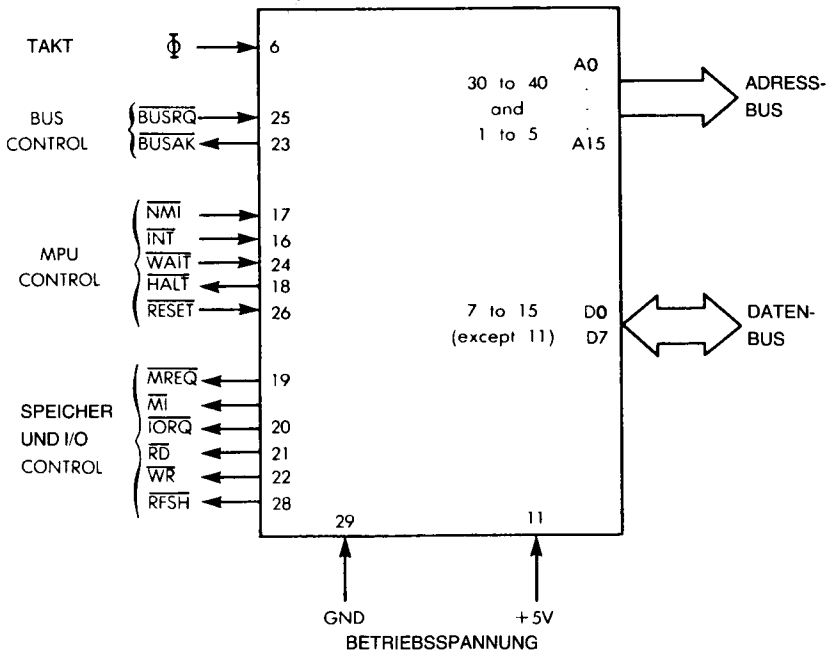 TAKT Φ 6
BUS CONTROL
BUSRQ 25
BUSAK 23
MPU CONTROL
NMI 17
INT 16
WAIT 24
HALT 18
RESET 26
SPEICHER UND I/O CONTROL
MREQ 19
MI
IORQ 20
RD 21
WR 22
RFSH 28
30 to 40
and
1 to 5
A0
.
.
.
A15
ADRESS-
BUS
7 to 15
(except 11)
D0
D7
DATEN-
BUS
29 11
GND +5V
BETRIEBSSPANNUNG